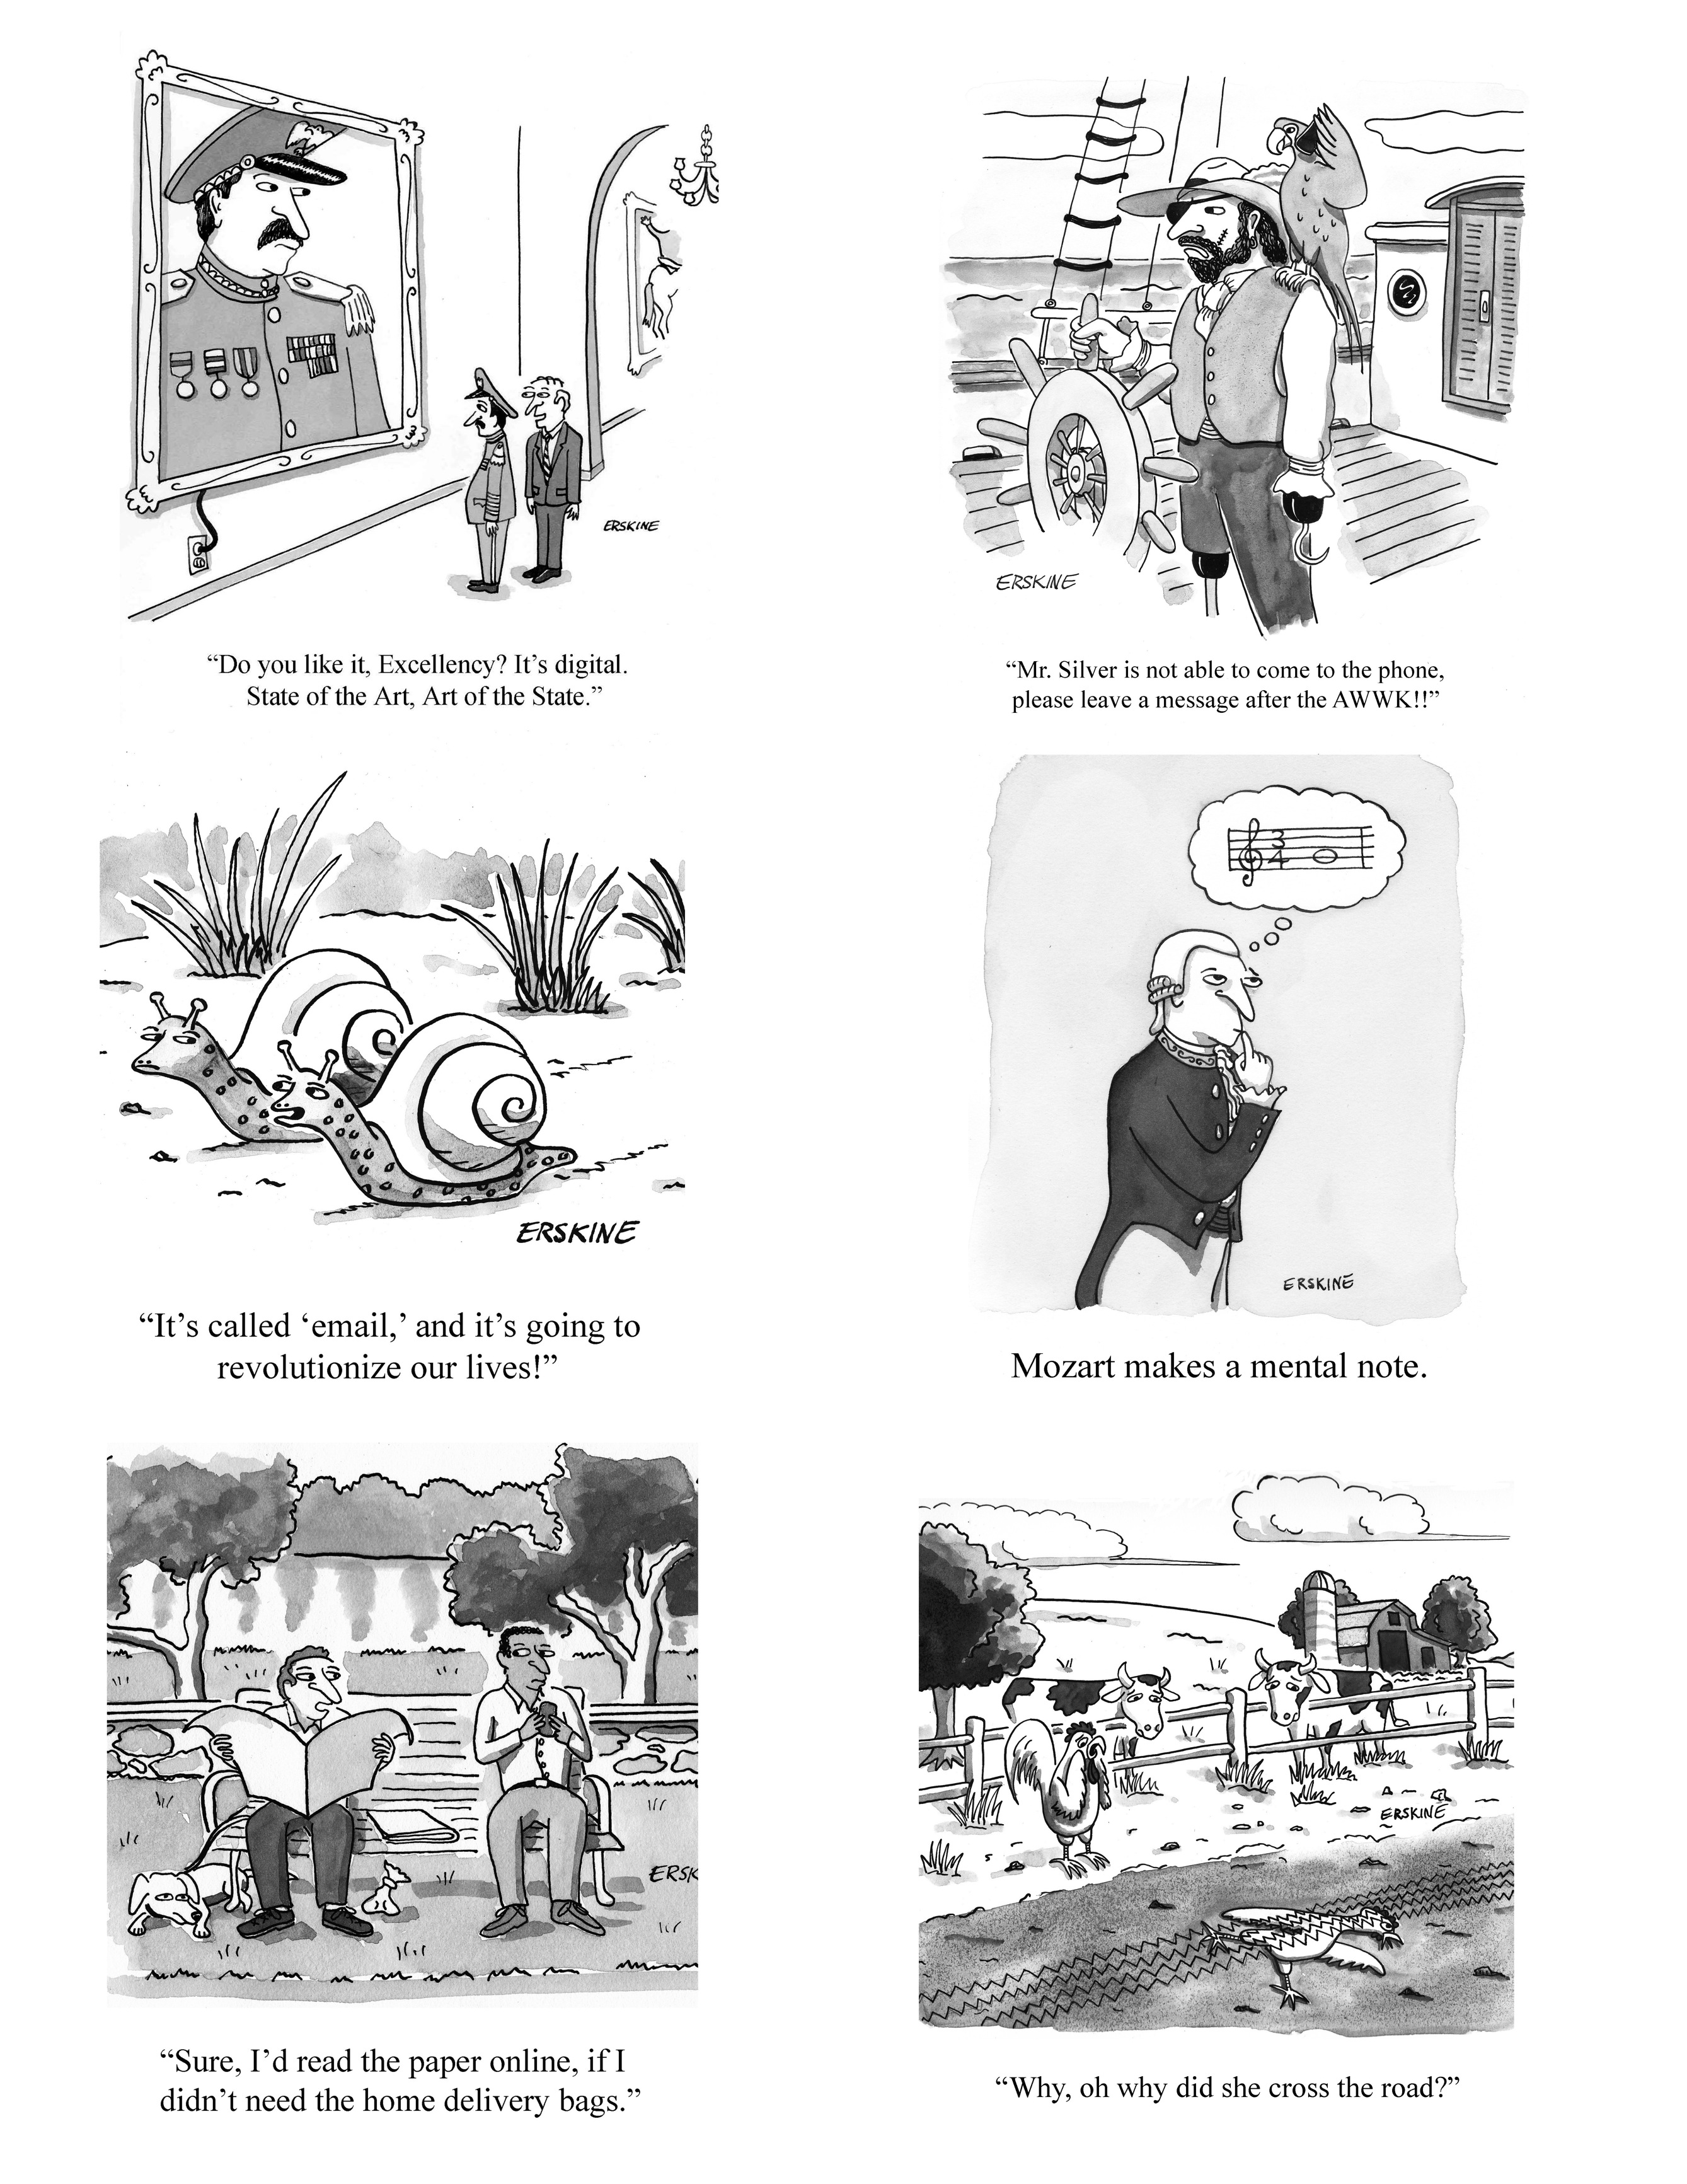 ERSKINE
“Do you like it, Excellency? It’s digital.
State of the Art, Art of the State.”
ERSKINE
“Mr. Silver is not able to come to the phone,
please leave a message after the AWWK!!”
ERSKINE
“It’s called ‘email,’ and it’s going to
revolutionize our lives!”
3
4
ERSKINE
Mozart makes a mental note.
ERSK
“Sure, I’d read the paper online, if I
didn’t need the home delivery bags.”
ERSKINE
“Why, oh why did she cross the road?”